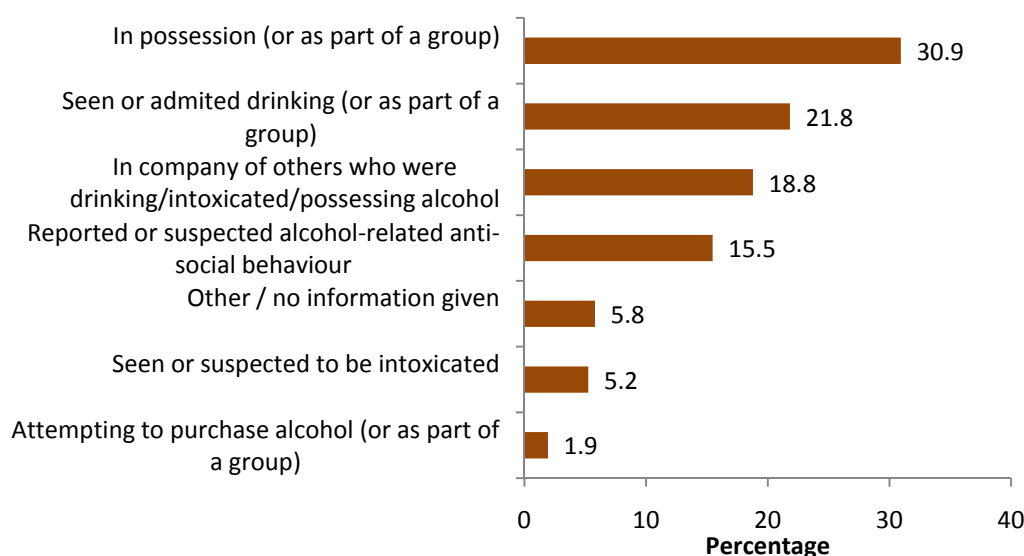 In possession (or as part of a group)
30.9
Seen or admited drinking (or as part of a
group)
21.8
In company of others who were
drinking/intoxicated/possessing alcohol
18.8
Reported or suspected alcohol-related anti-
social behaviour
15.5
Other / no information given
5.8
Seen or suspected to be intoxicated
5.2
Attempting to purchase alcohol (or as part of
a group)
1.9
0 10 20 30 40
Percentage